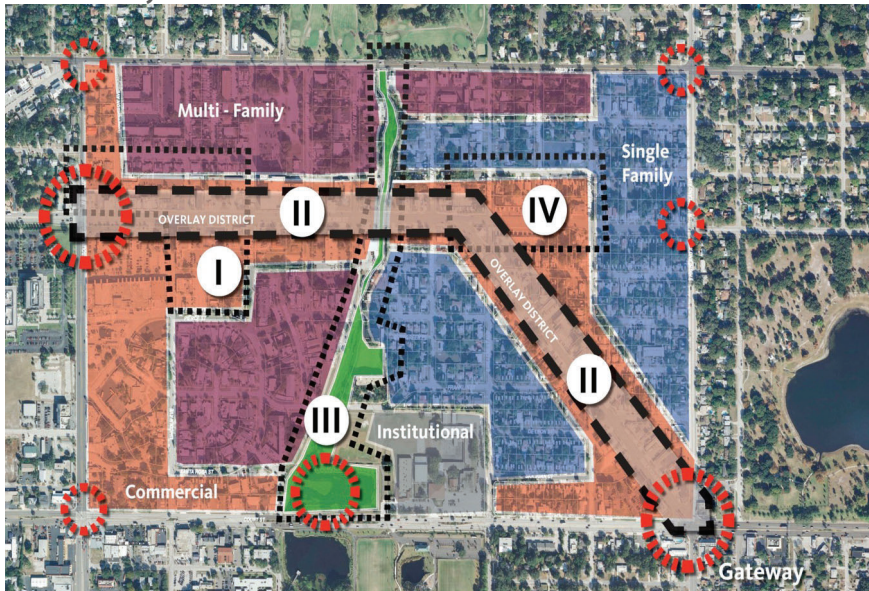 Multi - Family
Single
Family
OVERLAY DISTRICT
II
IV
I
OVERLAY DISTRICT
II
III
Institutional
Commercial
Gateway